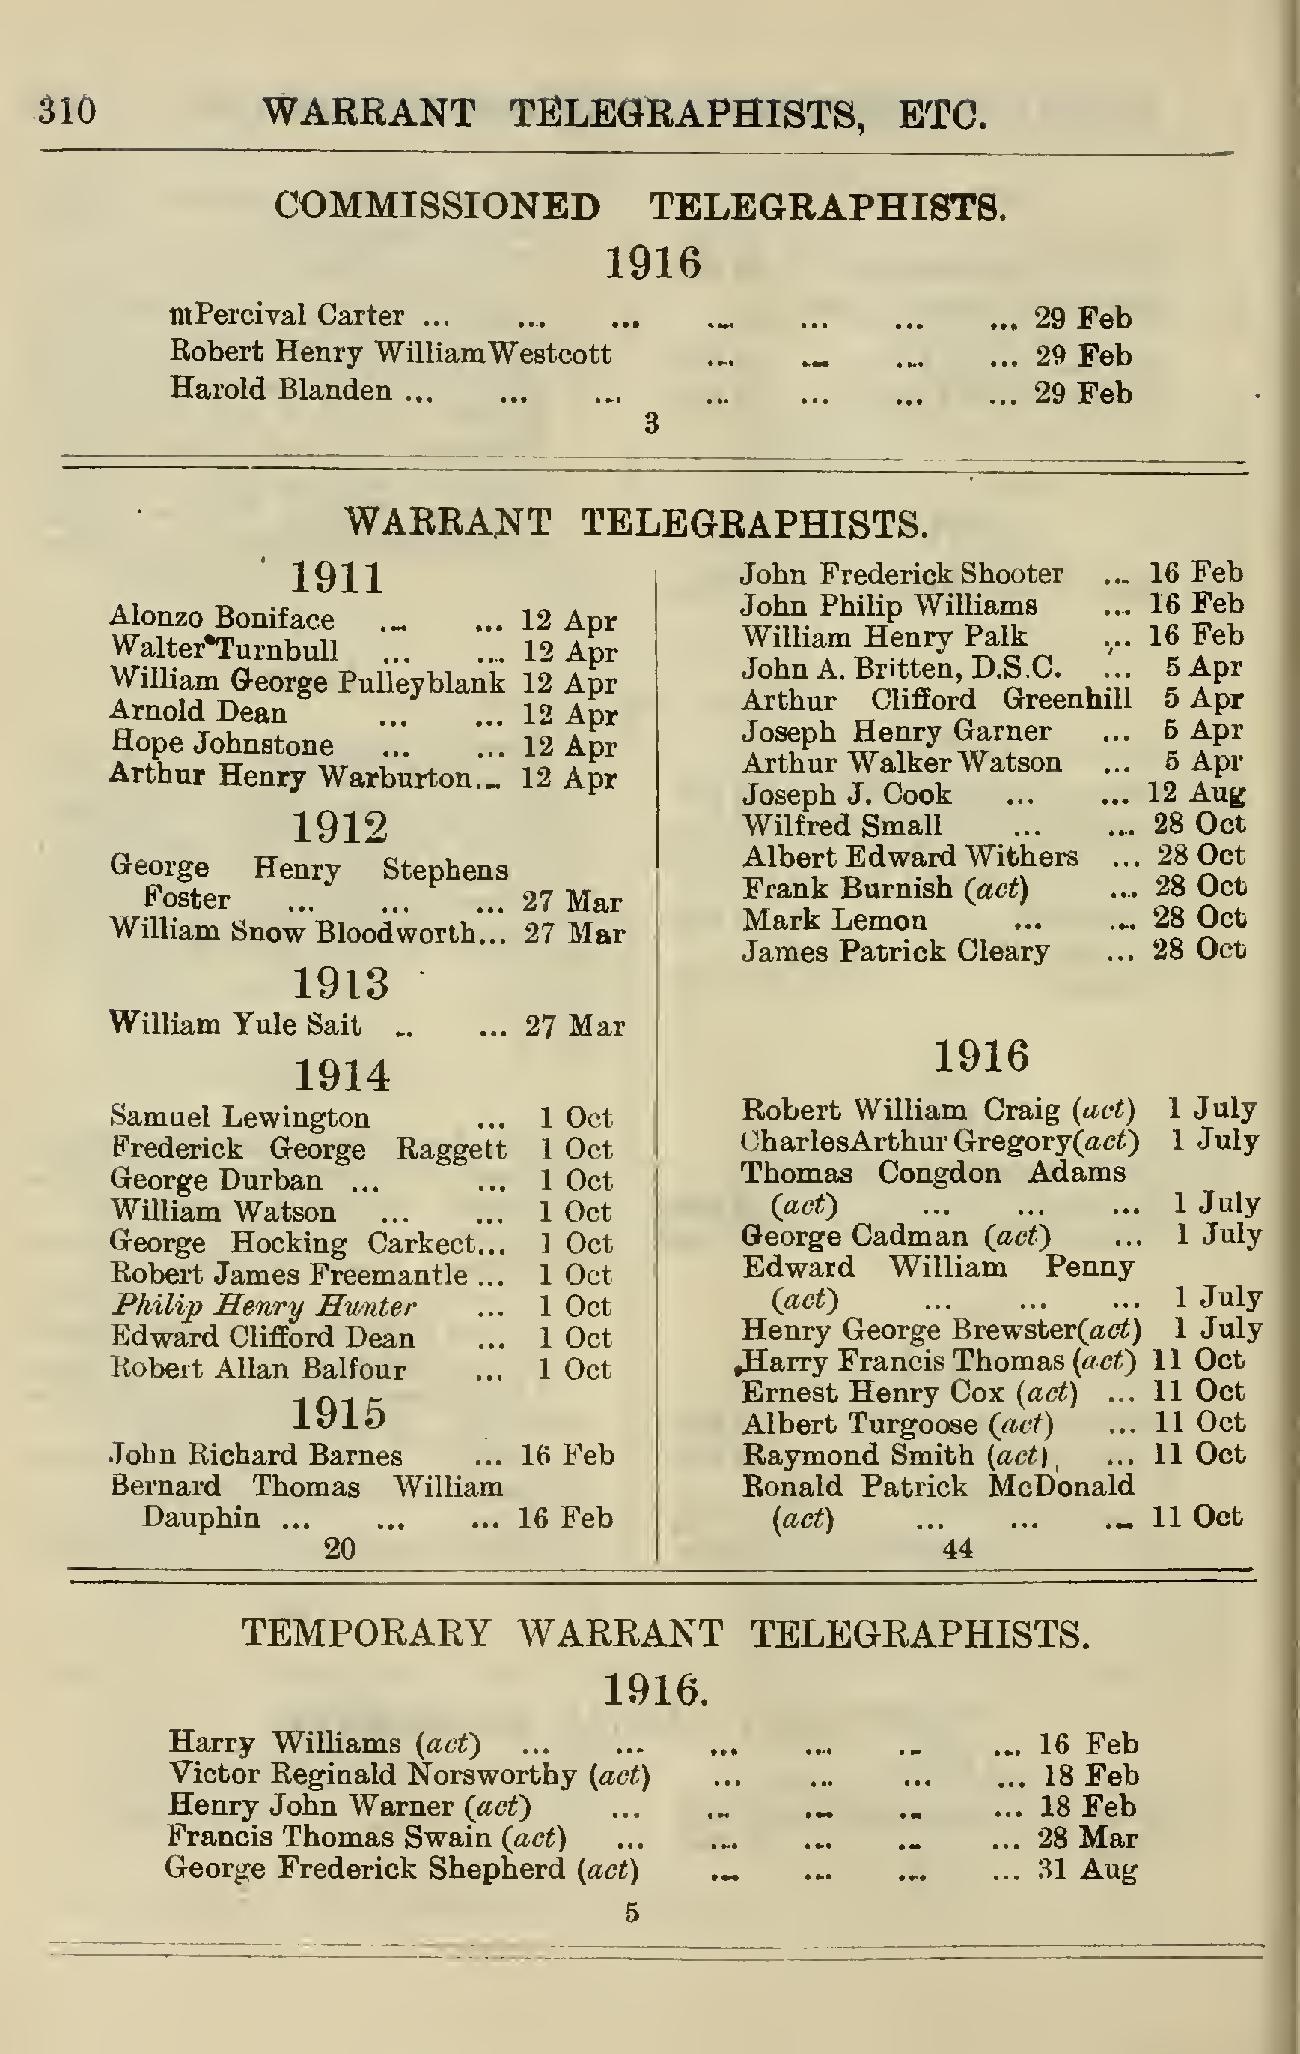 310 WARRANT TELEGRAPHISTS, ETC.
COMMISSIONED TELEGRAPHISTS.
1916
mPercival Carter ... ... ... ... ... ... ... 29 Feb
Robert Henry William Westcott ... ... ... ... 29 Feb
Harold Blanden ... ... ... ... ... ... ... 29 Feb
3
WARRANT TELEGRAPHISTS.
1911
Alonzo Boniface ... ... 12 Apr
Walter Turnbull ... ... 12 Apr
William George Pulleyblank 12 Apr
Arnold Dean ... ... 12 Apr
Hope Johnstone ... ... 12 Apr
Arthur Henry Warburton... 12 Apr
1912
George Henry Stephens
Foster ... ... ... 27 Mar
William Snow Bloodworth... 27 Mar
1913
William Yule Sait ... ... 27 Mar
1914
Samuel Lewington ... 1 Oct
Frederick George Raggett 1 Oct
George Durban ... ... 1 Oct
William Watson ... ... 1 Oct
George Hocking Carkect... 1 Oct
Robert James Freemantle ... 1 Oct
Philip Henry Hunter ... 1 Oct
Edward Clifford Dean ... 1 Oct
Robert Allan Balfour ... 1 Oct
1915
John Richard Barnes ... 16 Feb
Bernard Thomas William
Dauphin ... ... ... 16 Feb
20
John Frederick Shooter ... 16 Feb
John Philip Williams ... 16 Feb
William Henry Palk ... 16 Feb
John A. Britten, D.S.C. ... 5 Apr
Arthur Clifford Greenhill 5 Apr
Joseph Henry Garner ... 5 Apr
Arthur Walker Watson ... 5 Apr
Joseph J. Cook ... ... 12 Aug
Wilfred Small ... ... 28 Oct
Albert Edward Withers ... 28 Oct
Frank Burnish (act) ... 28 Oct
Mark Lemon ... ... 28 Oct
James Patrick Cleary ... 28 Oct
1916
Robert William Craig (act) 1 July
Charles Arthur Gregory (act) 1 July
Thomas Congdon Adams
(act) ... ... ... 1 July
George Cadman (act) ... 1 July
Edward William Penny
(act) ... ... ... 1 July
Henry George Brewster (act) 1 July
Harry Francis Thomas (act) 11 Oct
Ernest Henry Cox (act) ... 11 Oct
Albert Turgoose (act) ... 11 Oct
Raymond Smith (act) ... 11 Oct
Ronald Patrick McDonald
(act) ... ... ... 11 Oct
44
TEMPORARY WARRANT TELEGRAPHISTS.
1916.
Harry Williams (act) ... ... ... ... ... ... 16 Feb
Victor Reginald Norsworthy (act) ... ... ... ... 18 Feb
Henry John Warner (act) ... ... ... ... ... 18 Feb
Francis Thomas Swain (act) ... ... ... ... ... 28 Mar
George Frederick Shepherd (act) ... ... ... ... 31 Aug
5